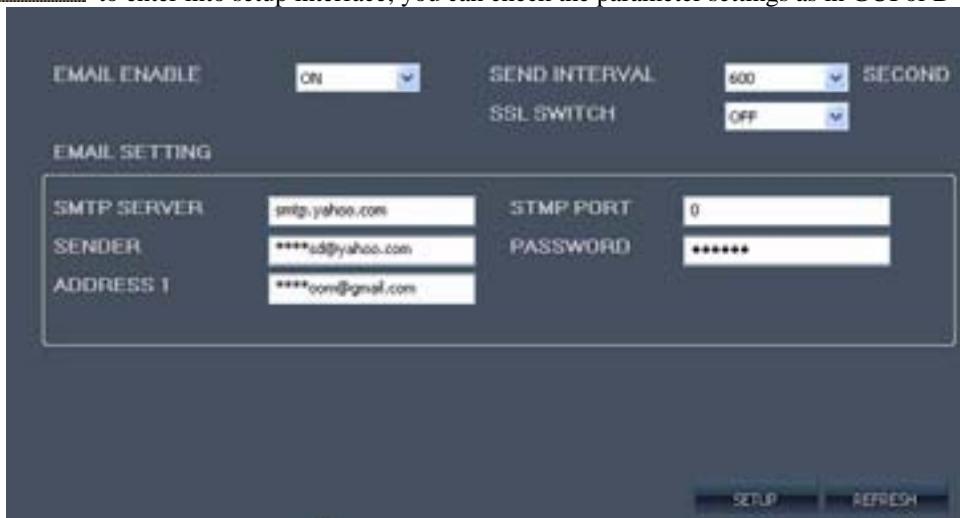 to enter into setup interface, you can check the parameter settings as in GUI of D
EMAIL ENABLE ON SEND INTERVAL 600 SECOND
SSL SWITCH OFF
EMAIL SETTING
SMTP SERVER smtp.yahoo.com STMP PORT 0
SENDER ****sd@yahoo.com PASSWORD ******
ADDRESS 1 ****oom@gmail.com
SETUP REFRESH